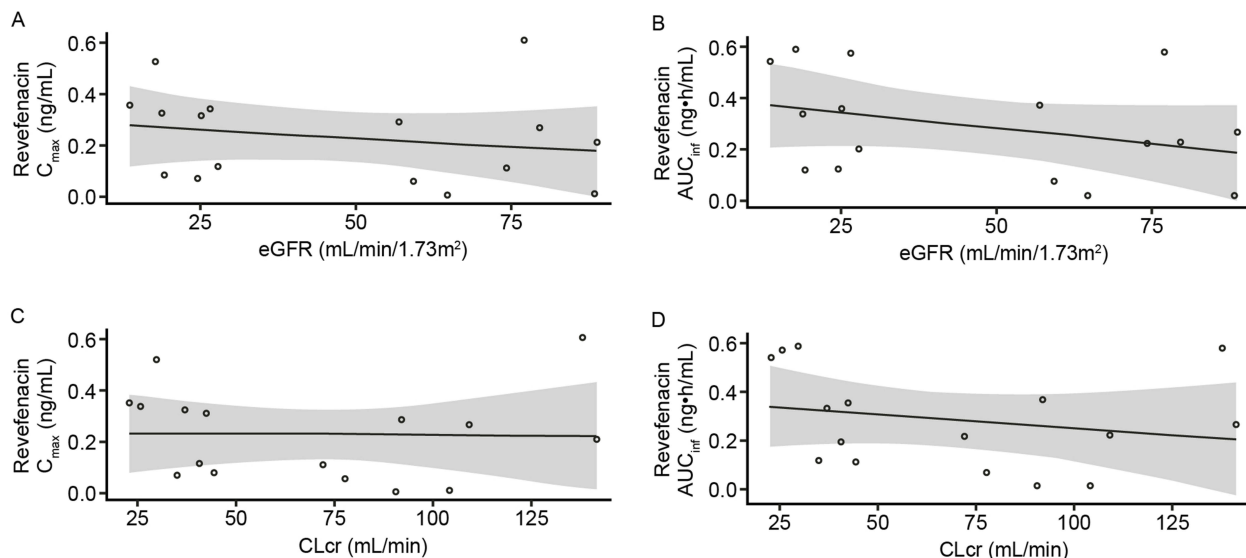 A
Revefenacin
Cmax (ng/mL)
0.6
0.4
0.2
0.0
25
50
75
eGFR (mL/min/1.73m²)
B
Revefenacin
AUCinf (ng•h/mL)
0.6
0.4
0.2
0.0
25
50
75
eGFR (mL/min/1.73m²)
C
Revefenacin
Cmax (ng/mL)
0.6
0.4
0.2
0.0
25
50
75
100
125
CLcr (mL/min)
D
Revefenacin
AUCinf (ng•h/mL)
0.6
0.4
0.2
0.0
25
50
75
100
125
CLcr (mL/min)